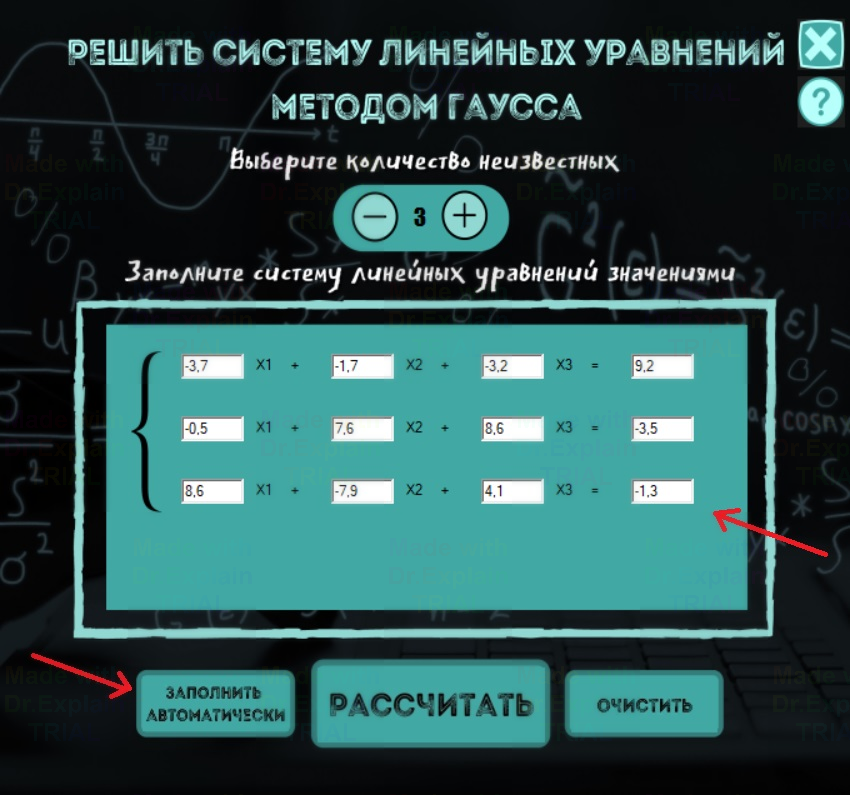 РЕШИТЬ СИСТЕМУ ЛИНЕЙНЫХ УРАВНЕНИЙ
МЕТОДОМ ГАУССА
?
Выберите количество неизвестных
3
Заполните систему линейных уравнений значениями
-3,7 X1 + -1,7 X2 + -3,2 X3 = 9,2
-0,5 X1 + 7,6 X2 + 8,6 X3 = -3,5
8,6 X1 + -7,9 X2 + 4,1 X3 = -1,3
ЗАПОЛНИТЬ
АВТОМАТИЧЕСКИ
РАССЧИТАТЬ
ОЧИСТИТЬ